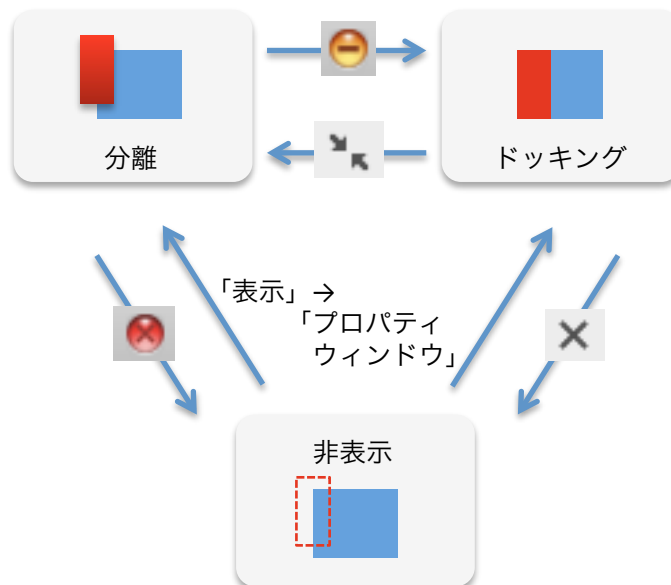 分離
ドッキング
「表示」→
「プロパティ
ウィンドウ」
非表示